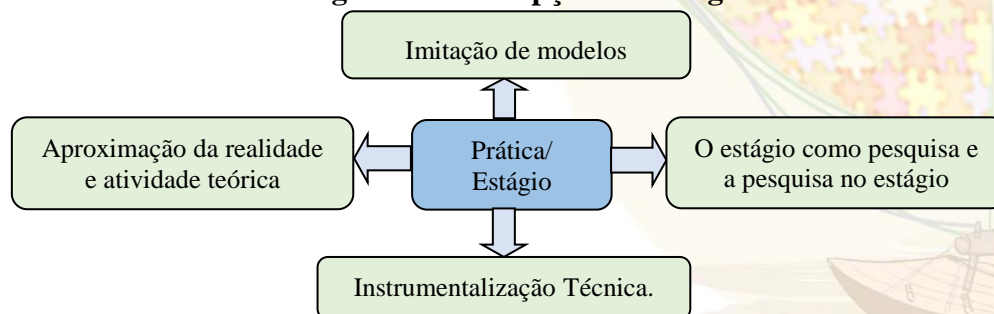 Imitação de modelos
Aproximação da realidade
e atividade teórica
Prática/
Estágio
O estágio como pesquisa e
a pesquisa no estágio
Instrumentalização Técnica.